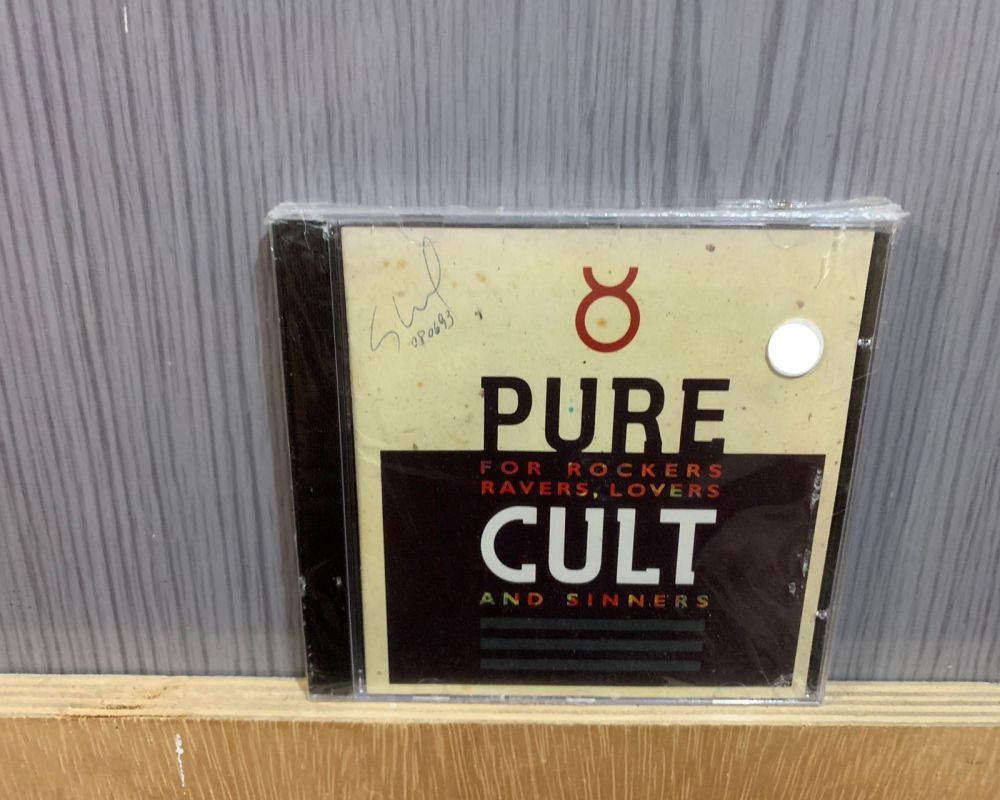 080693
PURE
FOR ROCKERS
RAVERS, LOVERS
CULT
AND SINNERS